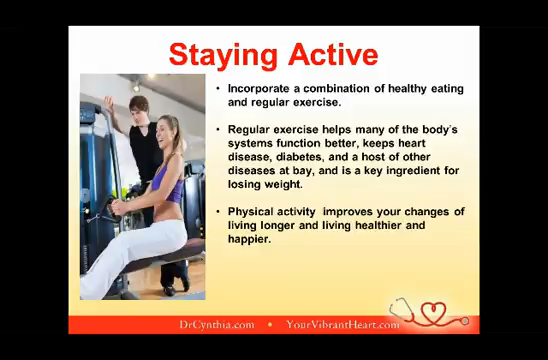 Staying Active
• Incorporate a combination of healthy eating
and regular exercise.
• Regular exercise helps many of the body's
systems function better, keeps heart
disease, diabetes, and a host of other
diseases at bay, and is a key ingredient for
losing weight.
• Physical activity improves your changes of
living longer and living healthier and
happier.
DrCynthia.com • YourVibrantHeart.com